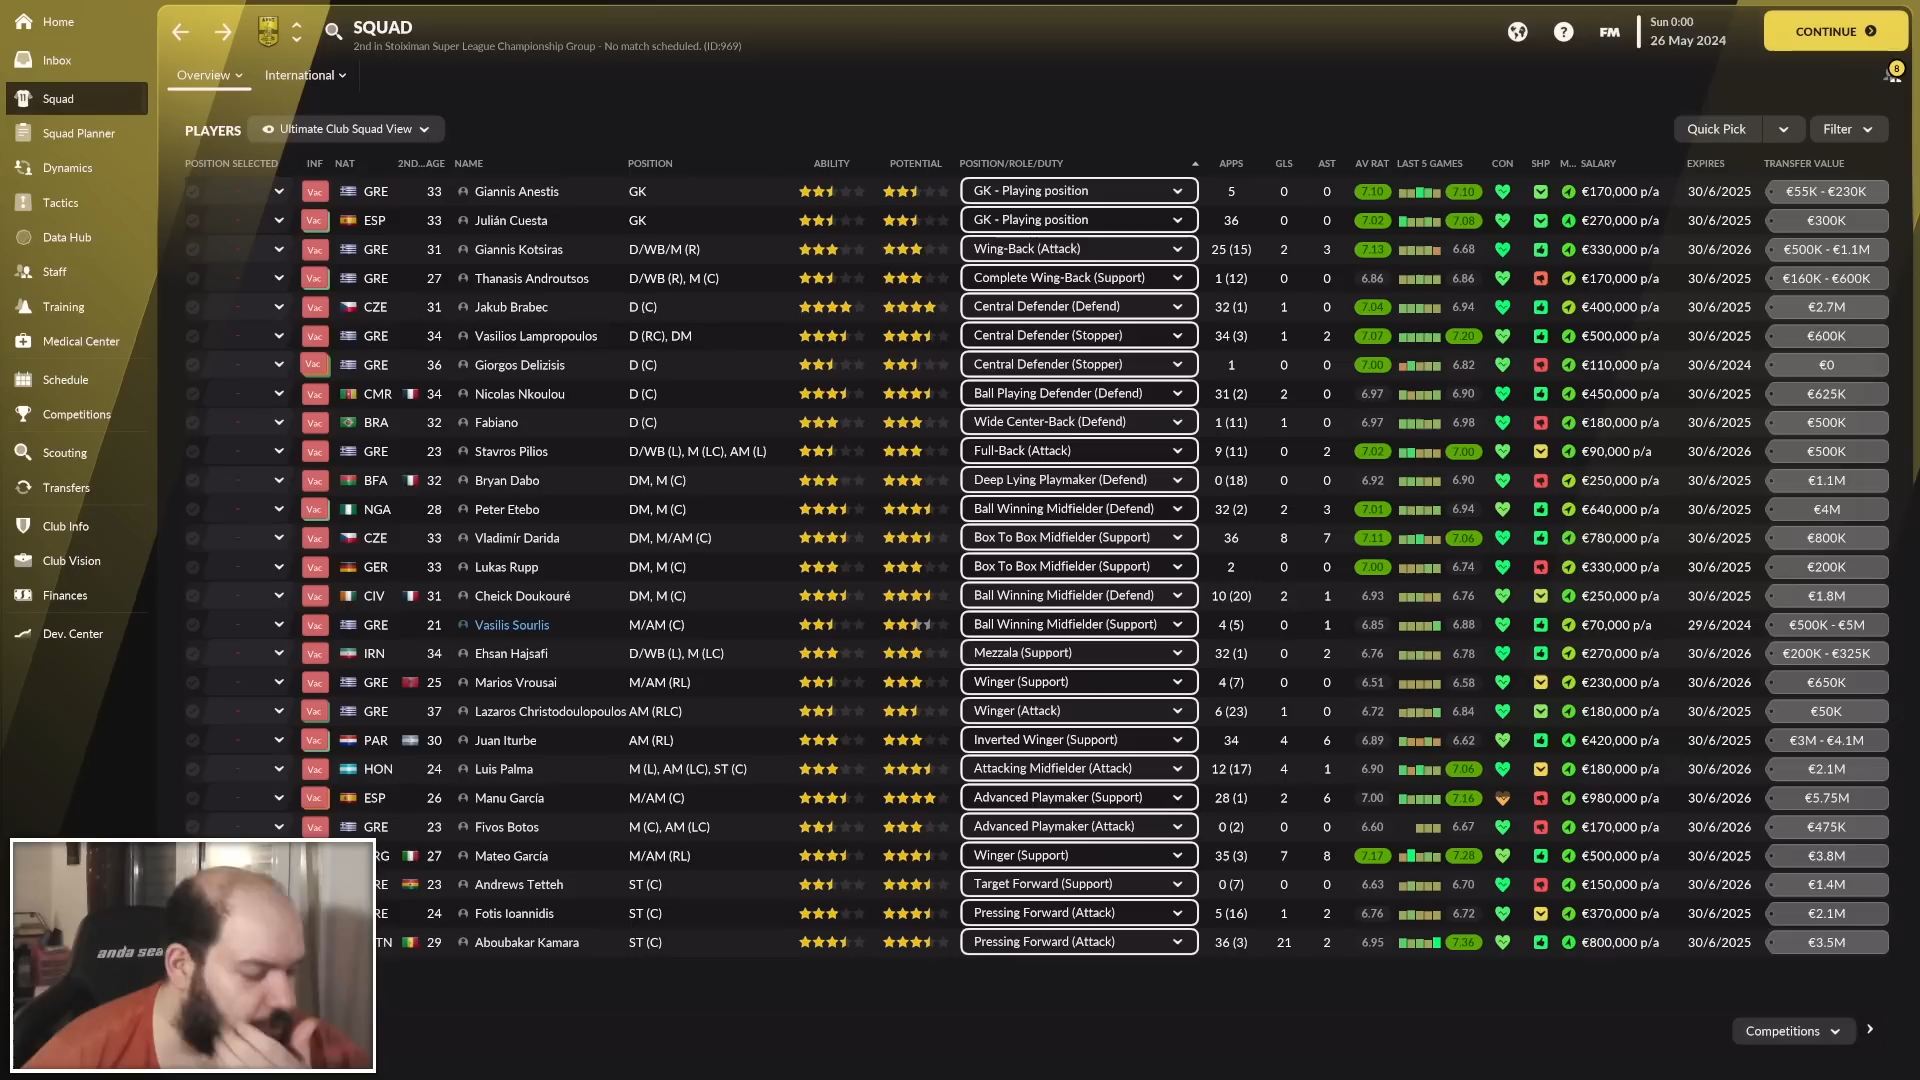 Home
Inbox
Squad
Squad Planner
Dynamics
Tactics
Data Hub
Staff
Training
Medical Center
Schedule
Competitions
Scouting
Transfers
Club Info
Club Vision
Finances
Dev. Center
SQUAD
2nd in Stoiximan Super League Championship Group - No match scheduled. (ID:969)
FM
Sun 0:00
26 May 2024
CONTINUE
8
Overview International
PLAYERS Ultimate Club Squad View Quick Pick Filter
POSITION SELECTED INF NAT 2ND... AGE NAME POSITION ABILITY POTENTIAL POSITION/ROLE/DUTY APPS GLS AST AV RAT LAST 5 GAMES CON SHP M... SALARY EXPIRES TRANSFER VALUE
- Vac GRE 33 Giannis Anestis GK GK - Playing position 5 0 0 7.10 7.10 €170,000 p/a 30/6/2025 €55K - €230K
- Vac ESP 33 Julián Cuesta GK GK - Playing position 36 0 0 7.02 7.08 €270,000 p/a 30/6/2025 €300K
- Vac GRE 31 Giannis Kotsiras D/WB/M (R) Wing-Back (Attack) 25 (15) 2 3 7.13 6.68 €330,000 p/a 30/6/2026 €500K - €1.1M
- Vac GRE 27 Thanasis Androutsos D/WB (R), M (C) Complete Wing-Back (Support) 1 (12) 0 0 6.86 6.86 €170,000 p/a 30/6/2025 €160K - €600K
- Vac CZE 31 Jakub Brabec D (C) Central Defender (Defend) 32 (1) 1 0 7.04 6.94 €400,000 p/a 30/6/2025 €2.7M
- Vac GRE 34 Vasilios Lampropoulos D (RC), DM Central Defender (Stopper) 34 (3) 1 2 7.07 7.20 €500,000 p/a 30/6/2025 €600K
- Vac GRE 36 Giorgos Delizisis D (C) Central Defender (Stopper) 1 0 0 7.00 6.82 €110,000 p/a 30/6/2024 €0
- Vac CMR 34 Nicolas Nkoulou D (C) Ball Playing Defender (Defend) 31 (2) 2 0 6.97 6.90 €450,000 p/a 30/6/2025 €625K
- Vac BRA 32 Fabiano D (C) Wide Center-Back (Defend) 1 (11) 1 0 6.97 6.98 €180,000 p/a 30/6/2025 €500K
- Vac GRE 23 Stavros Pilios D/WB (L), M (LC), AM (L) Full-Back (Attack) 9 (11) 0 2 7.02 7.00 €90,000 p/a 30/6/2025 €500K
- Vac BFA 32 Bryan Dabo DM, M (C) Deep Lying Playmaker (Defend) 0 (18) 0 0 6.92 6.90 €250,000 p/a 30/6/2025 €1.1M
- Vac NGA 28 Peter Etebo DM, M (C) Ball Winning Midfielder (Defend) 32 (2) 2 3 7.01 6.94 €640,000 p/a 30/6/2025 €4M
- Vac CZE 33 Vladimír Darida DM, M/AM (C) Box To Box Midfielder (Support) 36 8 7 7.11 7.06 €780,000 p/a 30/6/2025 €800K
- Vac GER 33 Lukas Rupp DM, M (C) Box To Box Midfielder (Support) 2 0 0 7.00 6.74 €330,000 p/a 30/6/2025 €200K
- Vac CIV 31 Cheick Doukouré DM, M (C) Ball Winning Midfielder (Defend) 10 (20) 2 1 6.93 6.76 €250,000 p/a 30/6/2025 €1.8M
- Vac GRE 21 Vasilis Sourlis M/AM (C) Ball Winning Midfielder (Support) 4 (5) 0 1 6.85 6.88 €70,000 p/a 29/6/2024 €500K - €5M
- Vac IRN 34 Ehsan Hajsafi D/WB (L), M (LC) Mezzala (Support) 32 (1) 0 2 6.76 6.78 €270,000 p/a 30/6/2026 €200K - €325K
- Vac GRE 25 Marios Vrousai M/AM (RL) Winger (Support) 4 (7) 0 0 6.51 6.58 €230,000 p/a 30/6/2026 €650K
- Vac GRE 37 Lazaros Christodoulopoulos AM (RLC) Winger (Attack) 6 (23) 1 0 6.72 6.84 €180,000 p/a 30/6/2025 €50K
- Vac PAR 30 Juan Iturbe AM (RL) Inverted Winger (Support) 34 4 6 6.89 6.62 €420,000 p/a 30/6/2025 €3M - €4.1M
- Vac HON 24 Luis Palma M (L), AM (LC), ST (C) Attacking Midfielder (Attack) 12 (17) 4 1 6.90 7.06 €180,000 p/a 30/6/2026 €2.1M
- Vac ESP 26 Manu García M/AM (C) Advanced Playmaker (Support) 28 (1) 2 6 7.00 7.16 €980,000 p/a 30/6/2026 €5.75M
- Vac GRE 23 Fivos Botos M (C), AM (LC) Advanced Playmaker (Attack) 0 (2) 0 0 6.60 6.67 €170,000 p/a 30/6/2026 €475K
RG 27 Mateo García M/AM (RL) Winger (Support) 35 (3) 7 8 7.17 7.28 €500,000 p/a 30/6/2025 €3.8M
RE 23 Andrews Tetteh ST (C) Target Forward (Support) 0 (7) 0 0 6.63 6.70 €150,000 p/a 30/6/2026 €1.4M
RE 24 Fotis Ioannidis ST (C) Pressing Forward (Attack) 5 (16) 1 2 6.76 6.72 €370,000 p/a 30/6/2026 €2.1M
TN 29 Aboubakar Kamara ST (C) Pressing Forward (Attack) 36 (3) 21 2 6.95 7.36 €800,000 p/a 30/6/2025 €3.5M
anda sea
Competitions